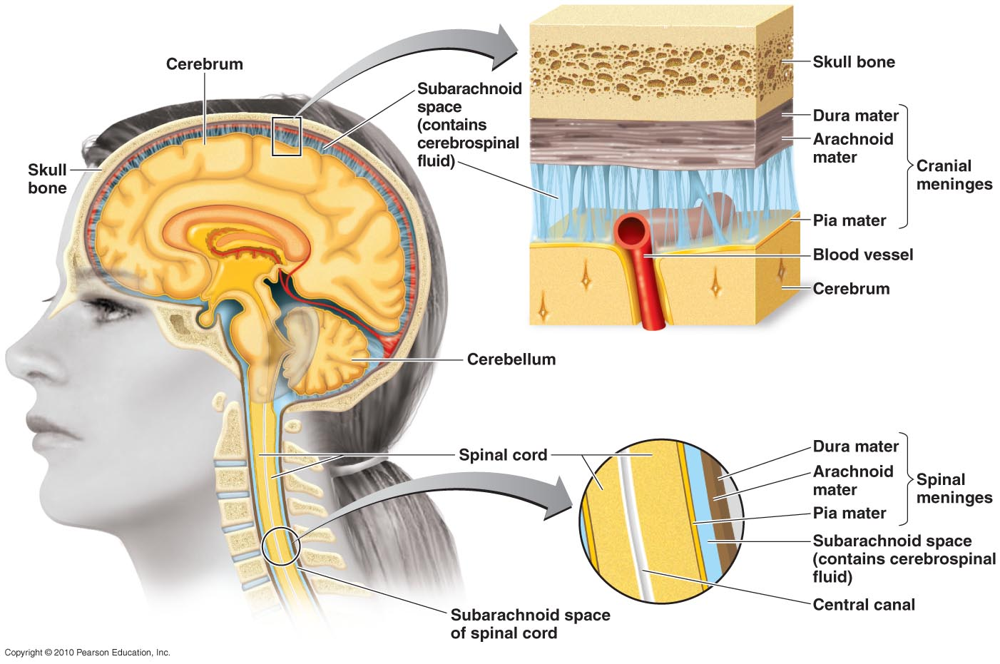 Cerebrum
Skull
bone
Subarachnoid
space
(contains
cerebrospinal
fluid)
Skull bone
Dura mater
Arachnoid
mater
Cranial
meninges
Pia mater
Blood vessel
Cerebrum
Cerebellum
Spinal cord
Dura mater
Arachnoid
mater
Spinal
meninges
Pia mater
Subarachnoid space
(contains cerebrospinal
fluid)
Central canal
Subarachnoid space
of spinal cord
Copyright © 2010 Pearson Education, Inc.